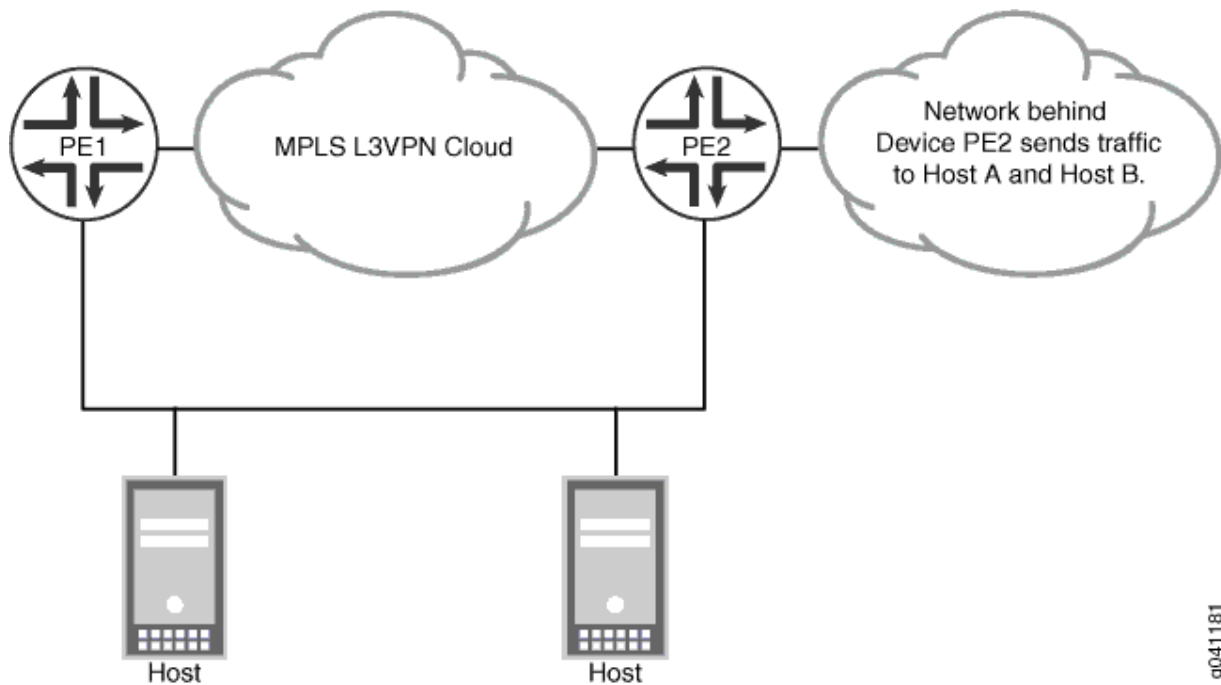 PE1
MPLS L3VPN Cloud
PE2
Network behind
Device PE2 sends traffic
to Host A and Host B.
Host
Host
g041181